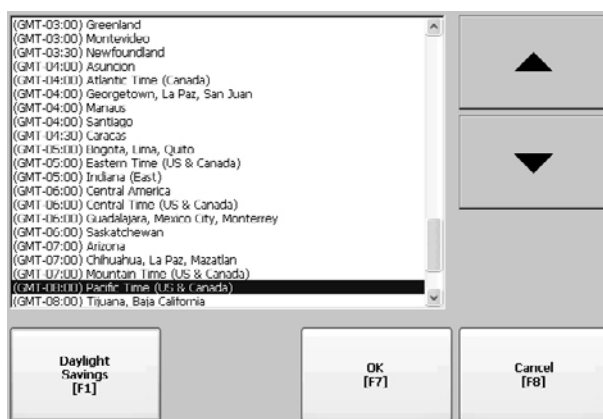 (GMT-03:00) Greenland
(GMT-03:00) Montevideo
(GMT-03:30) Newfoundland
(GMT-04:00) Asuncion
(GMT-04:00) Atlantic Time (Canada)
(GMT-04:00) Georgetown, La Paz, San Juan
(GMT-04:00) Manaus
(GMT-04:00) Santiago
(GMT-04:30) Caracas
(GMT-05:00) Bogota, Lima, Quito
(GMT-05:00) Eastern Time (US & Canada)
(GMT-05:00) Indiana (East)
(GMT-06:00) Central America
(GMT-06:00) Central Time (US & Canada)
(GMT-06:00) Guadalajara, Mexico City, Monterrey
(GMT-06:00) Saskatchewan
(GMT-07:00) Arizona
(GMT-07:00) Chihuahua, La Paz, Mazatlan
(GMT-07:00) Mountain Time (US & Canada)
(GMT-08:00) Pacific Time (US & Canada)
(GMT-08:00) Tijuana, Baja California
Daylight
Savings
[F1]
OK
[F7]
Cancel
[F8]